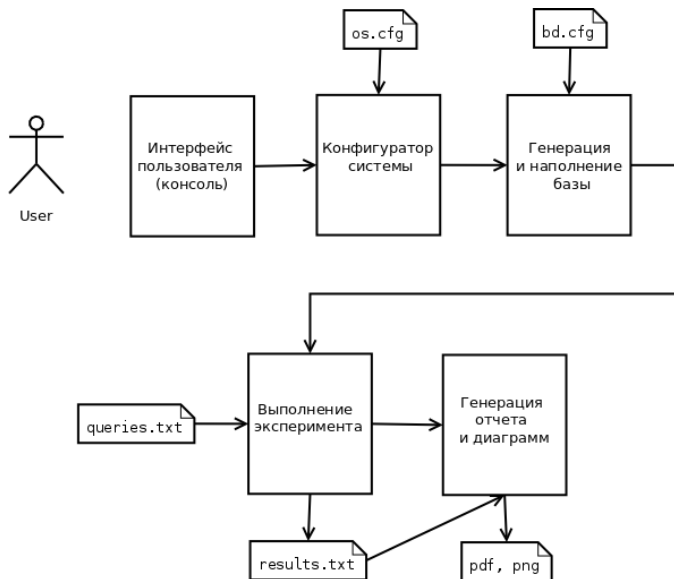 os.cfg
bd.cfg
User
Интерфейс
пользователя
(консоль)
Конфигуратор
системы
Генерация
и наполнение
базы
queries.txt
Выполнение
эксперимента
Генерация
отчета
и диаграмм
results.txt
pdf, png